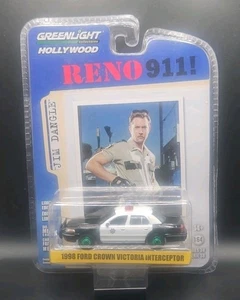 GREENLIGHT
HOLLYWOOD
RENO 911!
JIM DANGLE
1998 FORD CROWN VICTORIA INTERCEPTOR